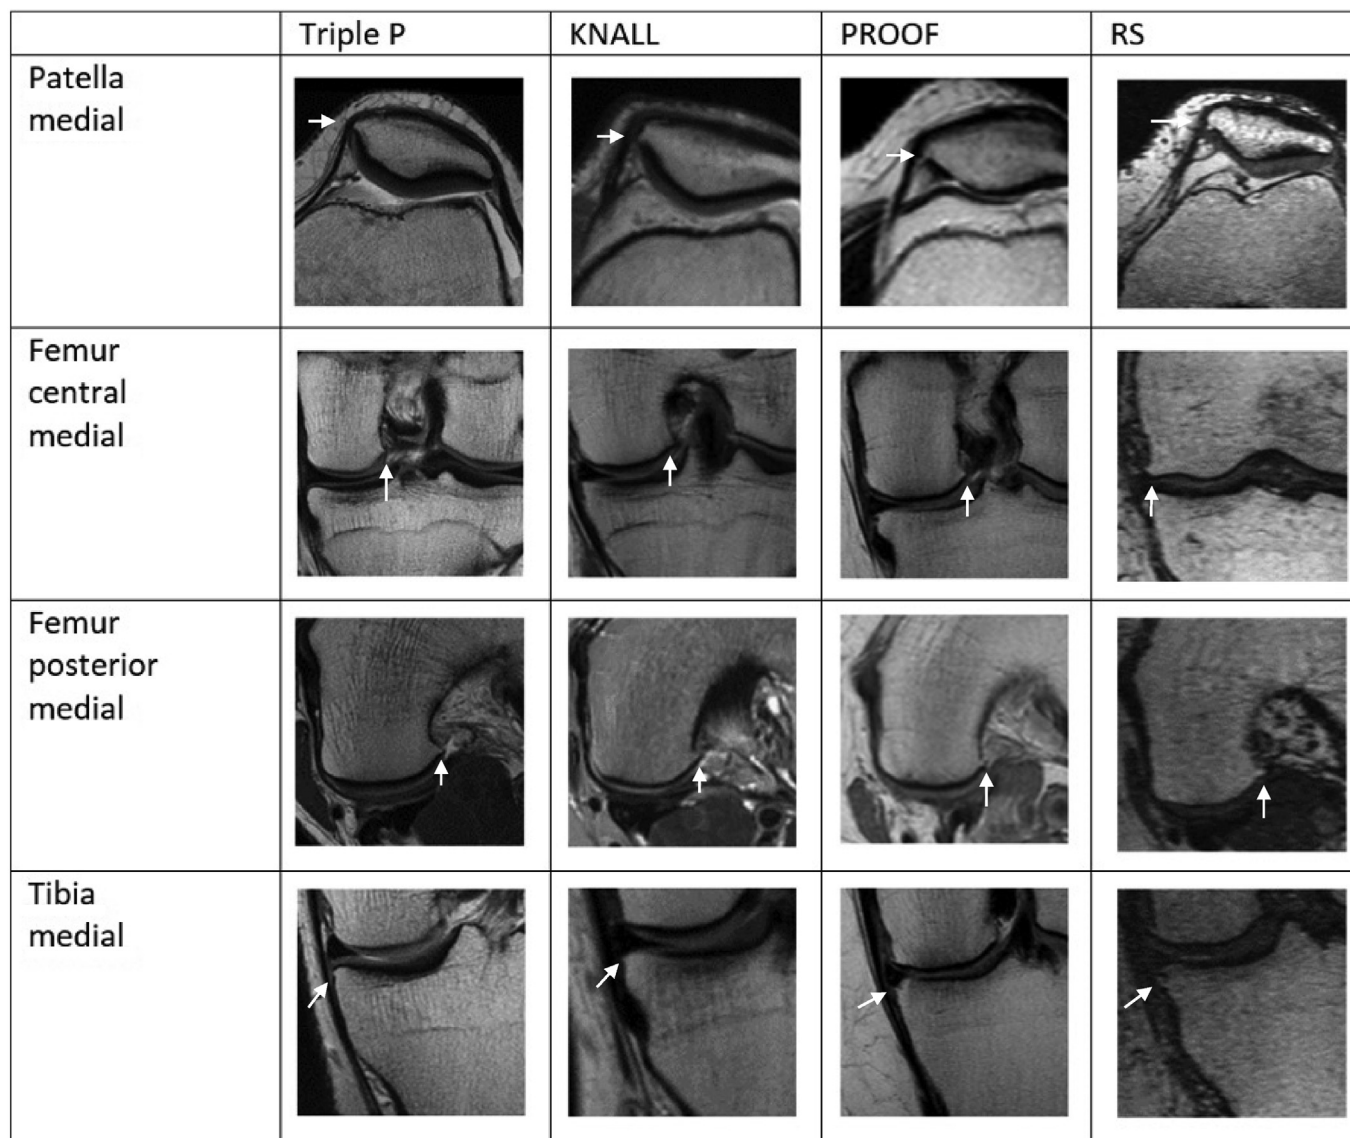 Triple P KNALL PROOF RS
Patella
medial
Femur
central
medial
Femur
posterior
medial
Tibia
medial